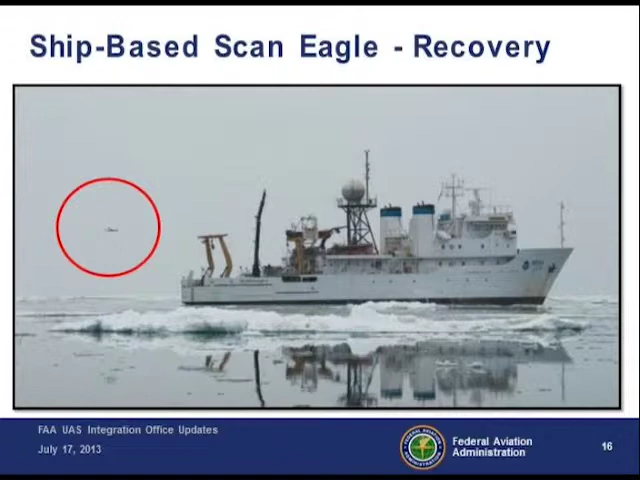 Ship-Based Scan Eagle - Recovery
FAA UAS Integration Office Updates
July 17, 2013
Federal Aviation
Administration
16